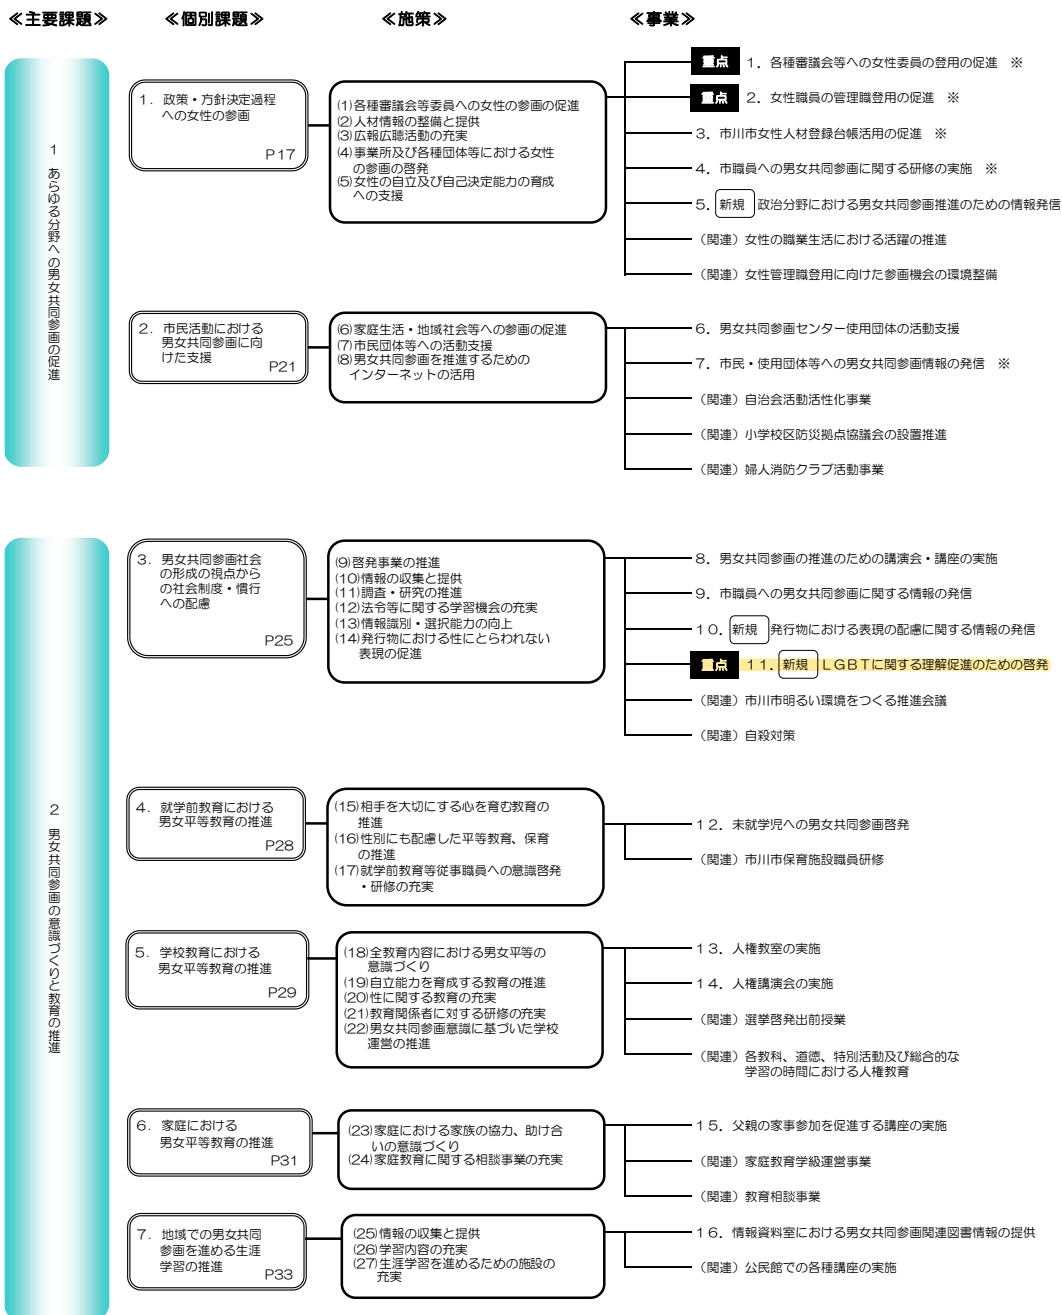 ≪主要課題≫ ≪個別課題≫ ≪施策≫ ≪事業≫
1 あらゆる分野への男女共同参画の促進
1．政策・方針決定過程
への女性の参画
P17
(1)各種審議会等委員への女性の参画の促進
(2)人材情報の整備と提供
(3)広報広聴活動の充実
(4)事業所及び各種団体等における女性
の参画の啓発
(5)女性の自立及び自己決定能力の育成
への支援
重点 1．各種審議会等への女性委員の登用の促進 ※
重点 2．女性職員の管理職登用の促進 ※
3．市川市女性人材登録台帳活用の促進 ※
4．市職員への男女共同参画に関する研修の実施 ※
5．新規 政治分野における男女共同参画推進のための情報発信
（関連）女性の職業生活における活躍の推進
（関連）女性管理職登用に向けた参画機会の環境整備
2．市民活動における
男女共同参画に向
けた支援
P21
(6)家庭生活・地域社会等への参画の促進
(7)市民団体等への活動支援
(8)男女共同参画を推進するための
インターネットの活用
6．男女共同参画センター使用団体の活動支援
7．市民・使用団体等への男女共同参画情報の発信 ※
（関連）自治会活動活性化事業
（関連）小学校区防災拠点協議会の設置推進
（関連）婦人消防クラブ活動事業
2 男女共同参画の意識づくりと教育の推進
3．男女共同参画社会
の形成の視点から
の社会制度・慣行
への配慮
P25
(9)啓発事業の推進
(10)情報の収集と提供
(11)調査・研究の推進
(12)法令等に関する学習機会の充実
(13)情報識別・選択能力の向上
(14)発行物における性にとらわれない
表現の促進
8．男女共同参画の推進のための講演会・講座の実施
9．市職員への男女共同参画に関する情報の発信
10．新規 発行物における表現の配慮に関する情報の発信
重点 11．新規 LGBTに関する理解促進のための啓発
（関連）市川市明るい環境をつくる推進会議
（関連）自殺対策
4．就学前教育における
男女平等教育の推進
P28
(15)相手を大切にする心を育む教育の
推進
(16)性別にも配慮した平等教育、保育
の推進
(17)就学前教育等従事職員への意識啓発
・研修の充実
12．未就学児への男女共同参画啓発
（関連）市川市保育施設職員研修
5．学校教育における
男女平等教育の推進
P29
(18)全教育内容における男女平等の
意識づくり
(19)自立能力を育成する教育の推進
(20)性に関する教育の充実
(21)教育関係者に対する研修の充実
(22)男女共同参画意識に基づいた学校
運営の推進
13．人権教室の実施
14．人権講演会の実施
（関連）選挙啓発出前授業
（関連）各教科、道徳、特別活動及び総合的な
学習の時間における人権教育
6．家庭における
男女平等教育の推進
P31
(23)家庭における家族の協力、助け合
いの意識づくり
(24)家庭教育に関する相談事業の充実
15．父親の家事参加を促進する講座の実施
（関連）家庭教育学級運営事業
（関連）教育相談事業
7．地域での男女共同
参画を進める生涯
学習の推進
P33
(25)情報の収集と提供
(26)学習内容の充実
(27)生涯学習を進めるための施設の
充実
16．情報資料室における男女共同参画関連図書情報の提供
（関連）公民館での各種講座の実施